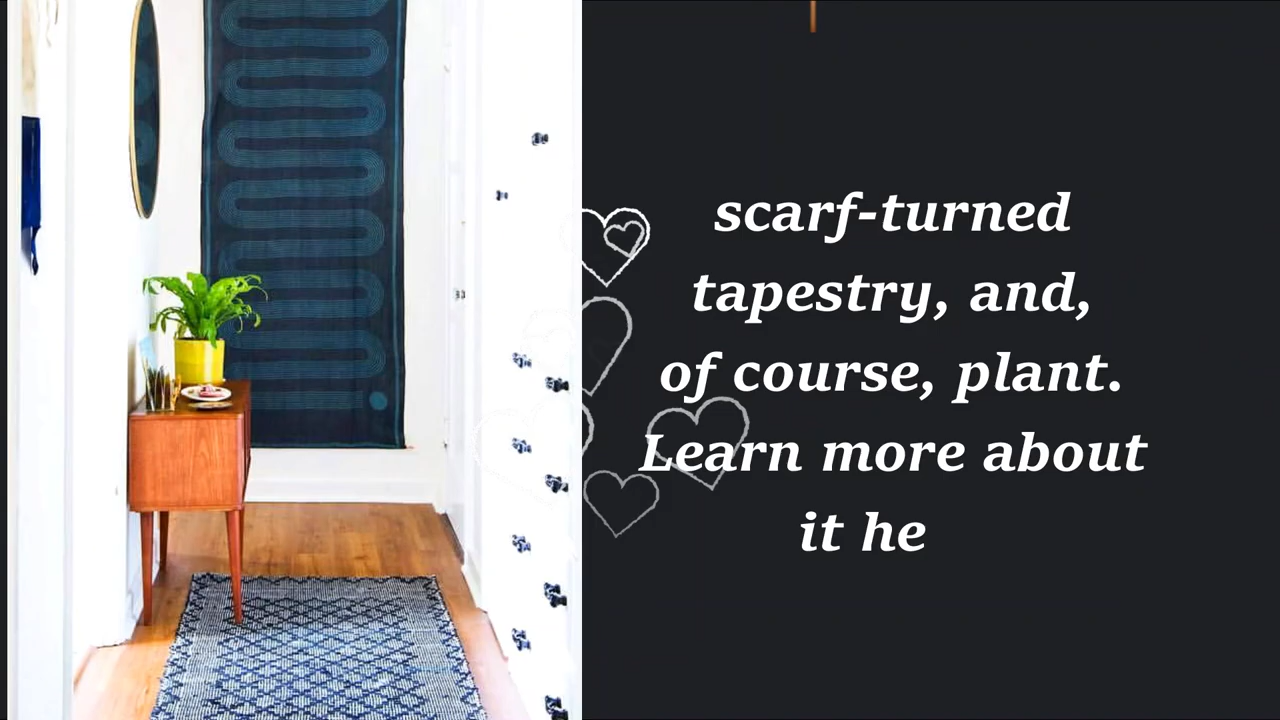 scarf-turned
tapestry, and,
of course, plant.
Learn more about
it he